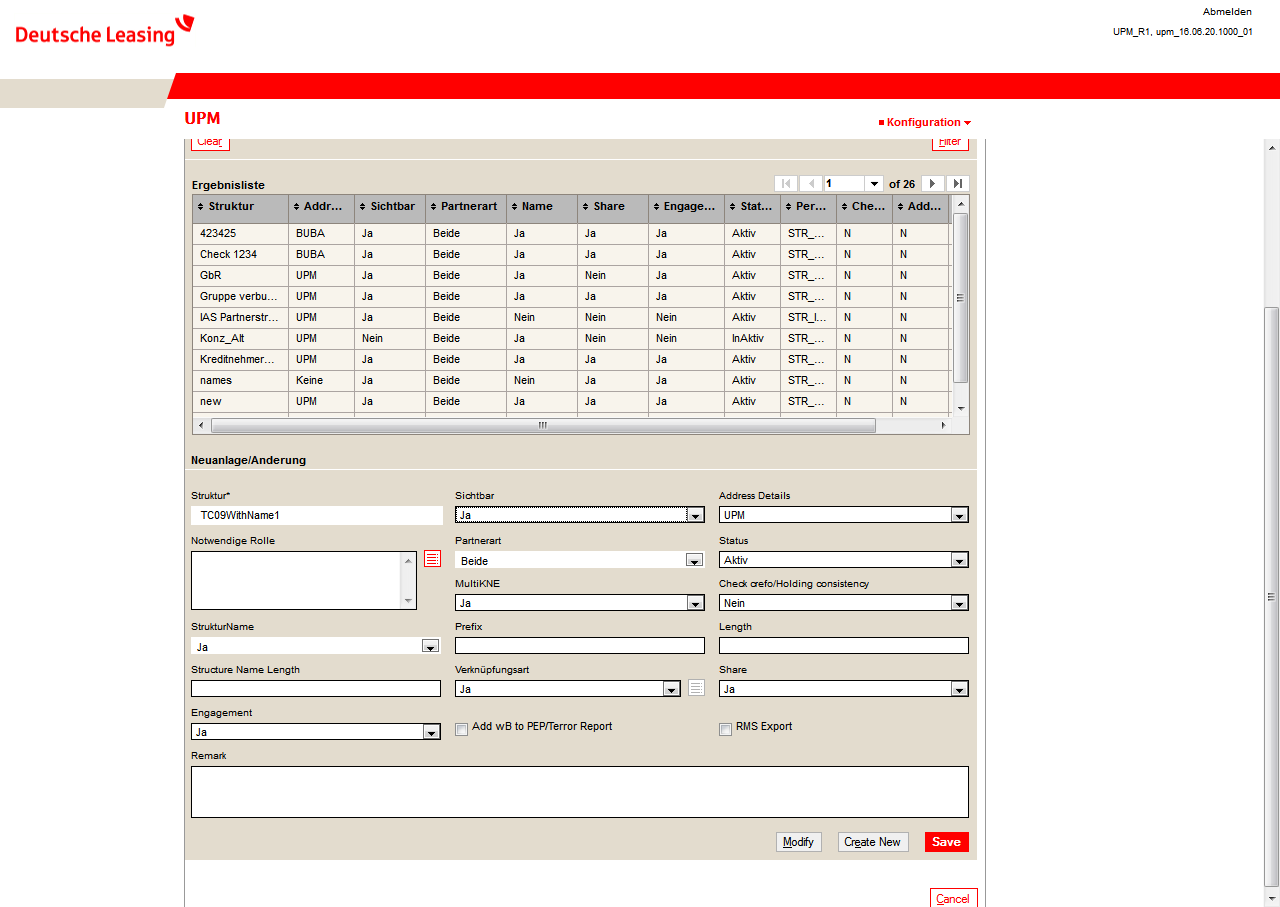 Deutsche Leasing
Abmelden
UPM_R1, upm_16.06.20.1000_01
UPM
Konfiguration
Clear
Filter
Ergebnisliste
1 of 26
Struktur Addr... Sichtbar Partnerart Name Share Engage... Stat... Per... Che... Add...
423425 BUBA Ja Beide Ja Ja Ja Aktiv STR_... N N
Check 1234 BUBA Ja Beide Ja Ja Ja Aktiv STR_... N N
GbR UPM Ja Beide Ja Nein Ja Aktiv STR_... N N
Gruppe verbu... UPM Ja Beide Ja Ja Ja Aktiv STR_... N N
IAS Partnerstr... UPM Ja Beide Nein Nein Nein Aktiv STR_I... N N
Konz_Alt UPM Nein Beide Ja Nein Nein InAktiv STR_... N N
Kreditnehmer... UPM Ja Beide Ja Ja Ja Aktiv STR_... N N
names Keine Ja Beide Nein Ja Ja Aktiv STR_... N N
new UPM Ja Beide Ja Ja Ja Aktiv STR_... N N
Neuanlage/Anderung
Struktur* Sichtbar Address Details
TC09WithName1 Ja UPM
Notwendige Rolle Partnerart Status
Beide Aktiv
MultiKNE Check crefo/Holding consistency
Ja Nein
StrukturName Prefix Length
Ja
Structure Name Length Verknüpfungsart Share
Ja Ja
Engagement
Ja Add wB to PEP/Terror Report RMS Export
Remark
Modify Create New Save
Cancel